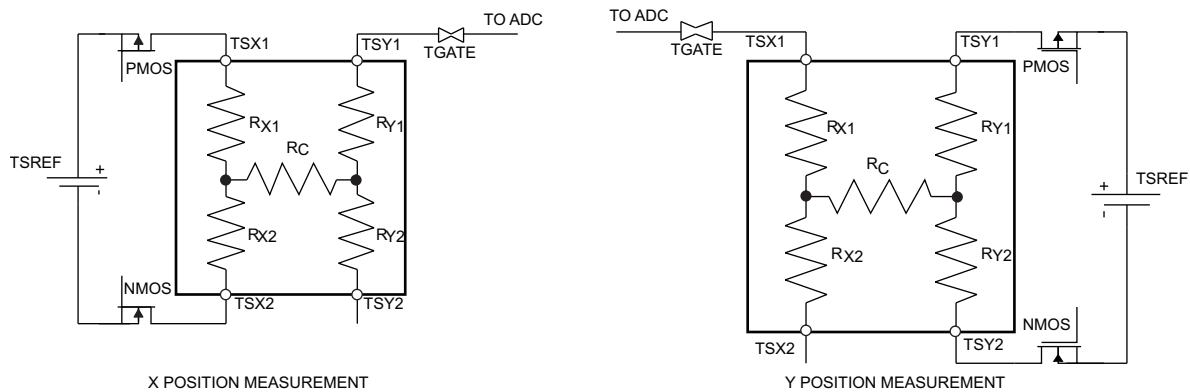 TO ADC
TSX1
TSY1
TGATE
PMOS
RX1
RY1
RC
TSREF
+
-
RX2
RY2
NMOS
TSX2
TSY2
X POSITION MEASUREMENT
TO ADC
TSX1
TGATE
TSY1
PMOS
RX1
RY1
RC
TSREF
+
-
RX2
RY2
NMOS
TSX2
TSY2
Y POSITION MEASUREMENT